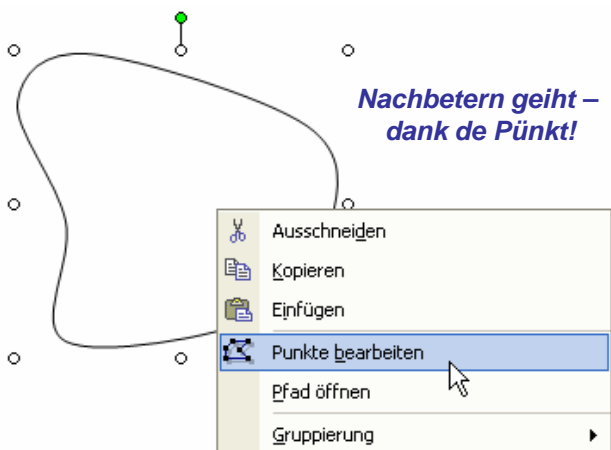 Nachbetern geiht –
dank de Pünkt!
Ausschneiden
Kopieren
Einfügen
Punkte bearbeiten
Pfad öffnen
Gruppierung